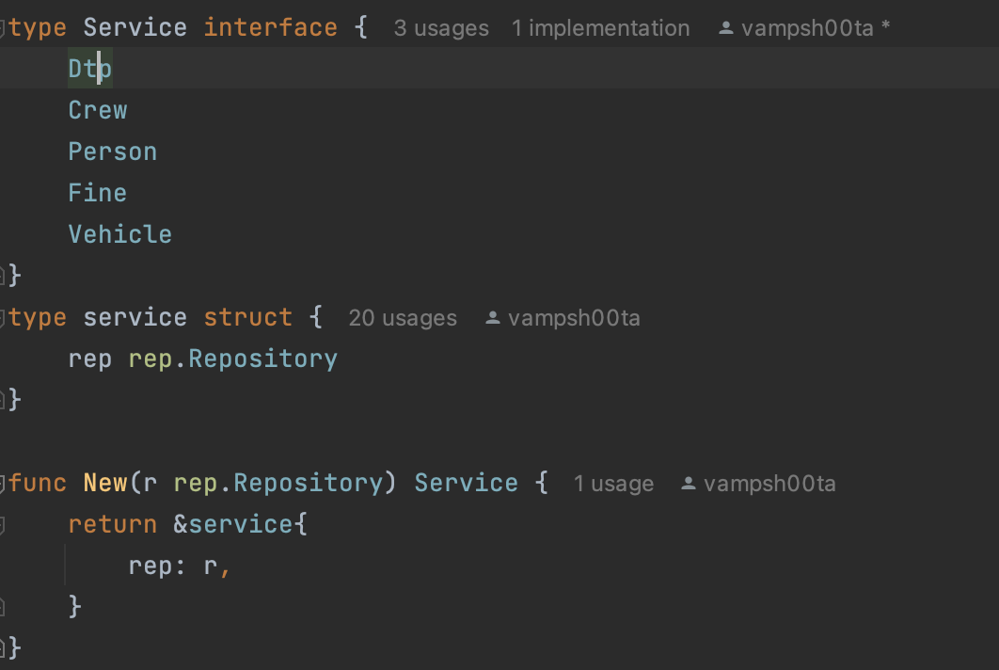 type Service interface { 3 usages 1 implementation vampsh00ta *
Dtp
Crew
Person
Fine
Vehicle
}
type service struct { 20 usages vampsh00ta
rep rep.Repository
}
func New(r rep.Repository) Service { 1 usage vampsh00ta
return &service{
rep: r,
}
}